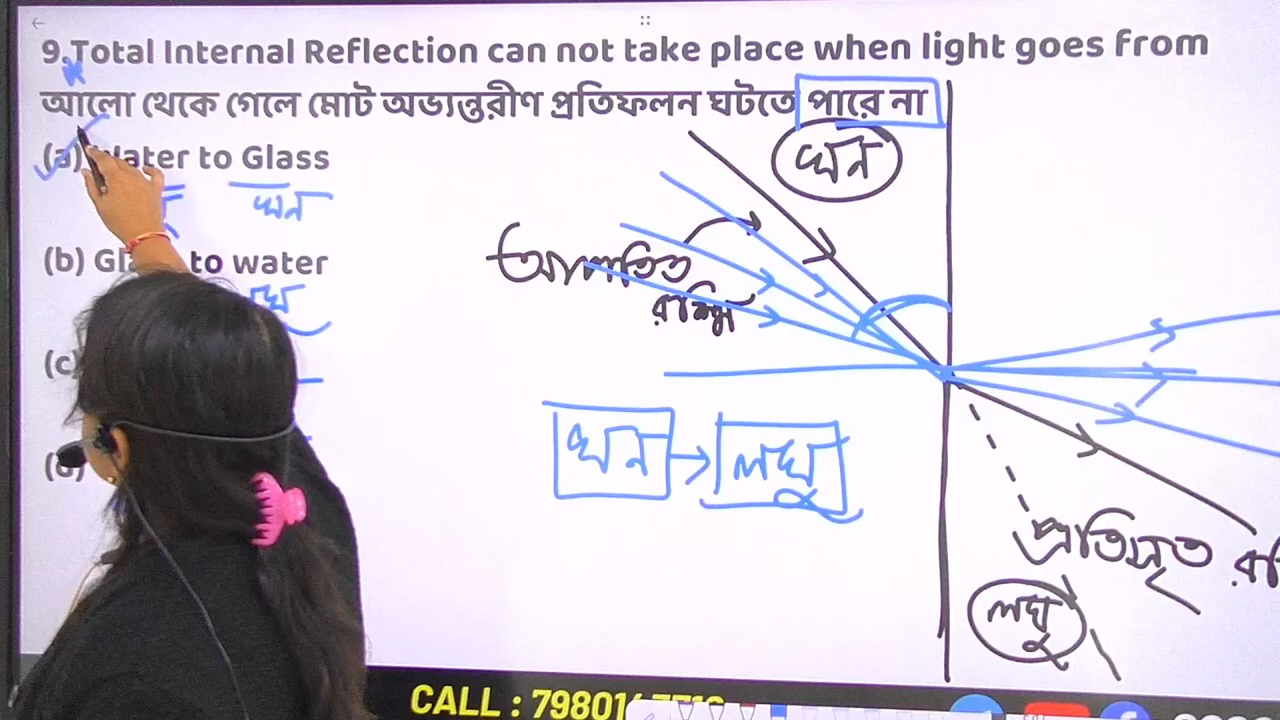 9. Total Internal Reflection can not take place when light goes from
আলো থেকে গেলে মোট অভ্যন্তরীণ প্রতিফলন ঘটতে পারে না
(a) Water to Glass
ঘন
ঘন
(b) to water
(c)
আপতিত
রশ্মি
ঘন → লঘু
প্রতিসৃত
লঘু
CALL : 79801